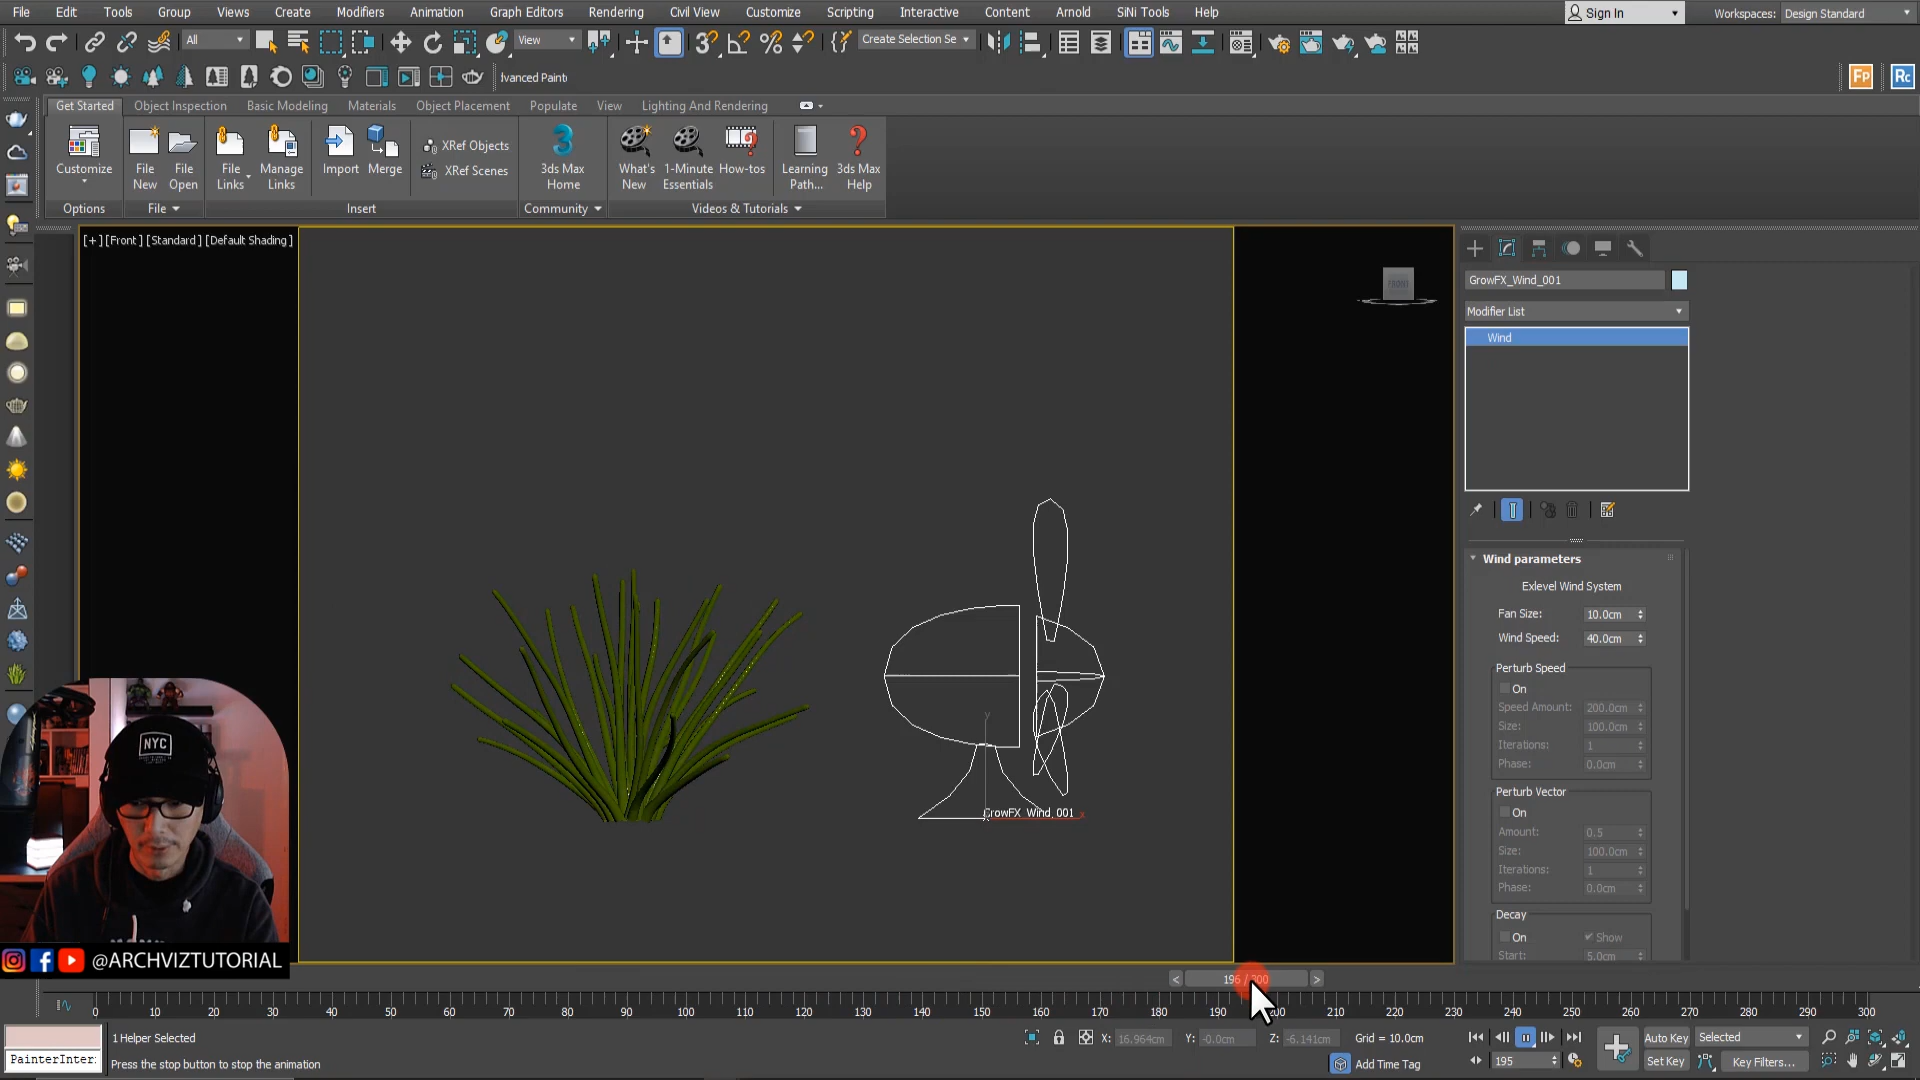 File Edit Tools Group Views Create Modifiers Animation Graph Editors Rendering Civil View Customize Scripting Interactive Content Arnold SiNi Tools Help Sign In Workspaces: Design Standard
All View Create Selection Se
Fp Rc
Get Started Object Inspection Basic Modeling Materials Object Placement Populate View Lighting And Rendering
Customize File New File Open File Links Manage Links Import Merge XRef Objects XRef Scenes 3ds Max Home What's New 1-Minute Essentials How-tos Learning Path... 3ds Max Help
Options File Insert Community Videos & Tutorials
[+] [Front] [Standard] [Default Shading]
FRONT
GrowFX_Wind_001
Modifier List
Wind
Wind parameters
Exlevel Wind System
Fan Size: 10.0cm
Wind Speed: 40.0cm
Perturb Speed
On
Speed Amount: 200.0cm
Size: 100.0cm
Iterations: 1
Phase: 0.0cm
Perturb Vector
On
Amount: 0.5
Size: 100.0cm
Iterations: 1
Phase: 0.0cm
Decay
On Show
Start: 5.0cm
y
GrowFX_Wind_001 x
NYC
@ARCHVIZTUTORIAL
< 196 / 300 >
0 10 20 30 40 50 60 70 80 90 100 110 120 130 140 150 160 170 180 190 200 210 220 230 240 250 260 270 280 290 300
1 Helper Selected X: 16.964cm Y: -0.0cm Z: -6.141cm Grid = 10.0cm Auto Key Selected
PainterInter: Press the stop button to stop the animation Add Time Tag 195 Set Key Key Filters...